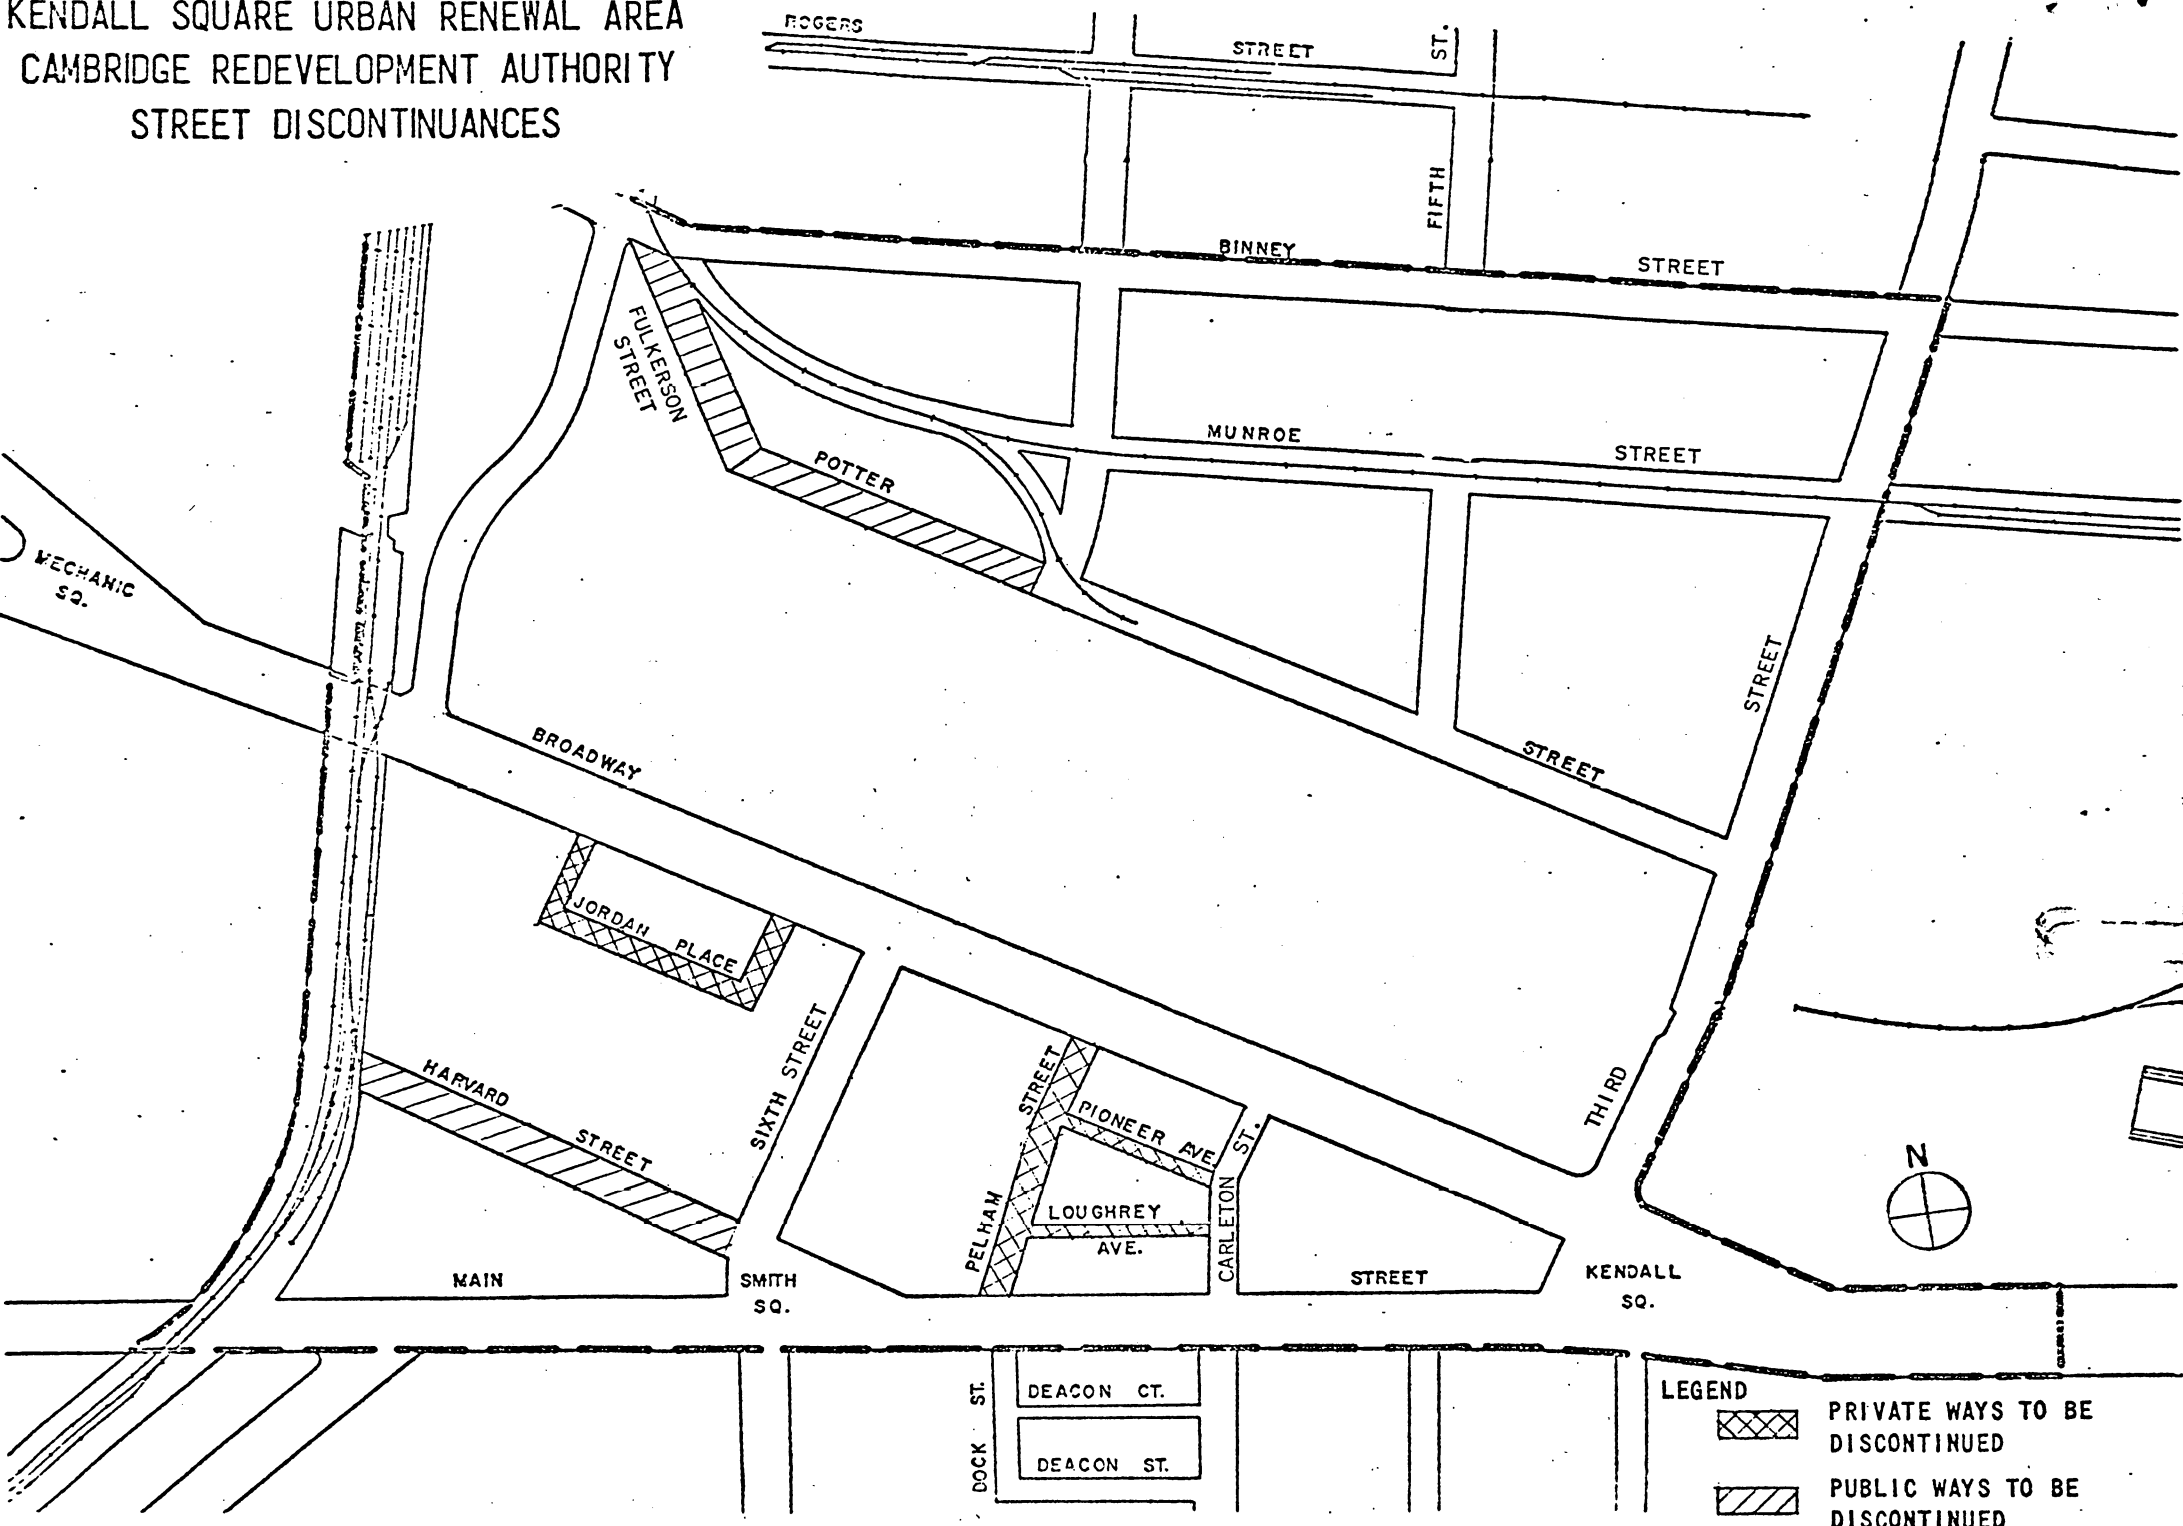 KENDALL SQUARE URBAN RENEWAL AREA
CAMBRIDGE REDEVELOPMENT AUTHORITY
STREET DISCONTINUANCES
ROGERS STREET
ST.
FIFTH
BINNEY STREET
FULKERSON
STREET
MUNROE STREET
POTTER STREET
MECHANIC
SQ.
STREET
THIRD
BROADWAY
JORDAN PLACE
SIXTH STREET
HARVARD STREET
STREET
PELHAM
PIONEER AVE.
ST.
CARLETON
LOUGHREY
AVE.
N
MAIN STREET
SMITH
SQ.
KENDALL
SQ.
DOCK ST.
DEACON CT.
DEACON ST.
LEGEND
PRIVATE WAYS TO BE
DISCONTINUED
PUBLIC WAYS TO BE
DISCONTINUED